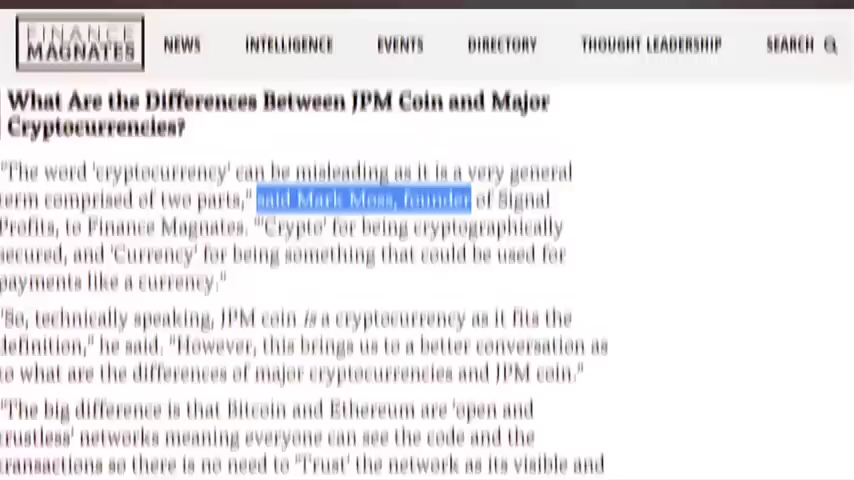 FINANCE
MAGNATES
NEWS INTELLIGENCE EVENTS DIRECTORY THOUGHT LEADERSHIP SEARCH
What Are the Differences Between JPM Coin and Major
Cryptocurrencies?
"The word 'cryptocurrency' can be misleading as it is a very general
term comprised of two parts," said Mark Moss, founder of Signal
Profits, to Finance Magnates. "'Crypto' for being cryptographically
secured, and 'Currency' for being something that could be used for
payments like a currency."
"So, technically speaking, JPM coin is a cryptocurrency as it fits the
definition," he said. "However, this brings us to a better conversation as
to what are the differences of major cryptocurrencies and JPM coin."
"The big difference is that Bitcoin and Ethereum are 'open and
trustless' networks meaning everyone can see the code and the
transactions so there is no need to 'Trust' the network as its visible and